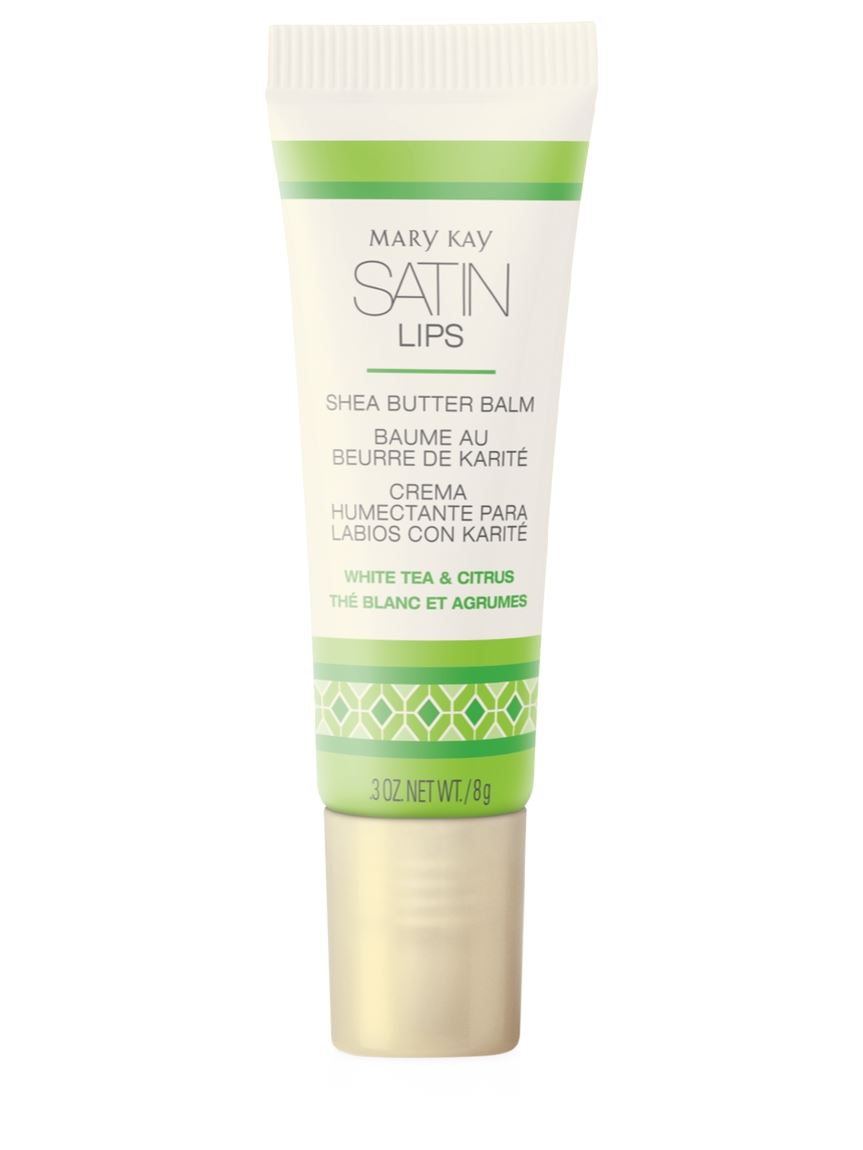 MARY KAY
SATIN
LIPS
SHEA BUTTER BALM
BAUME AU
BEURRE DE KARITÉ
CREMA
HUMECTANTE PARA
LABIOS CON KARITÉ
WHITE TEA & CITRUS
THÉ BLANC ET AGRUMES
.3 OZ. NET WT. / 8 g